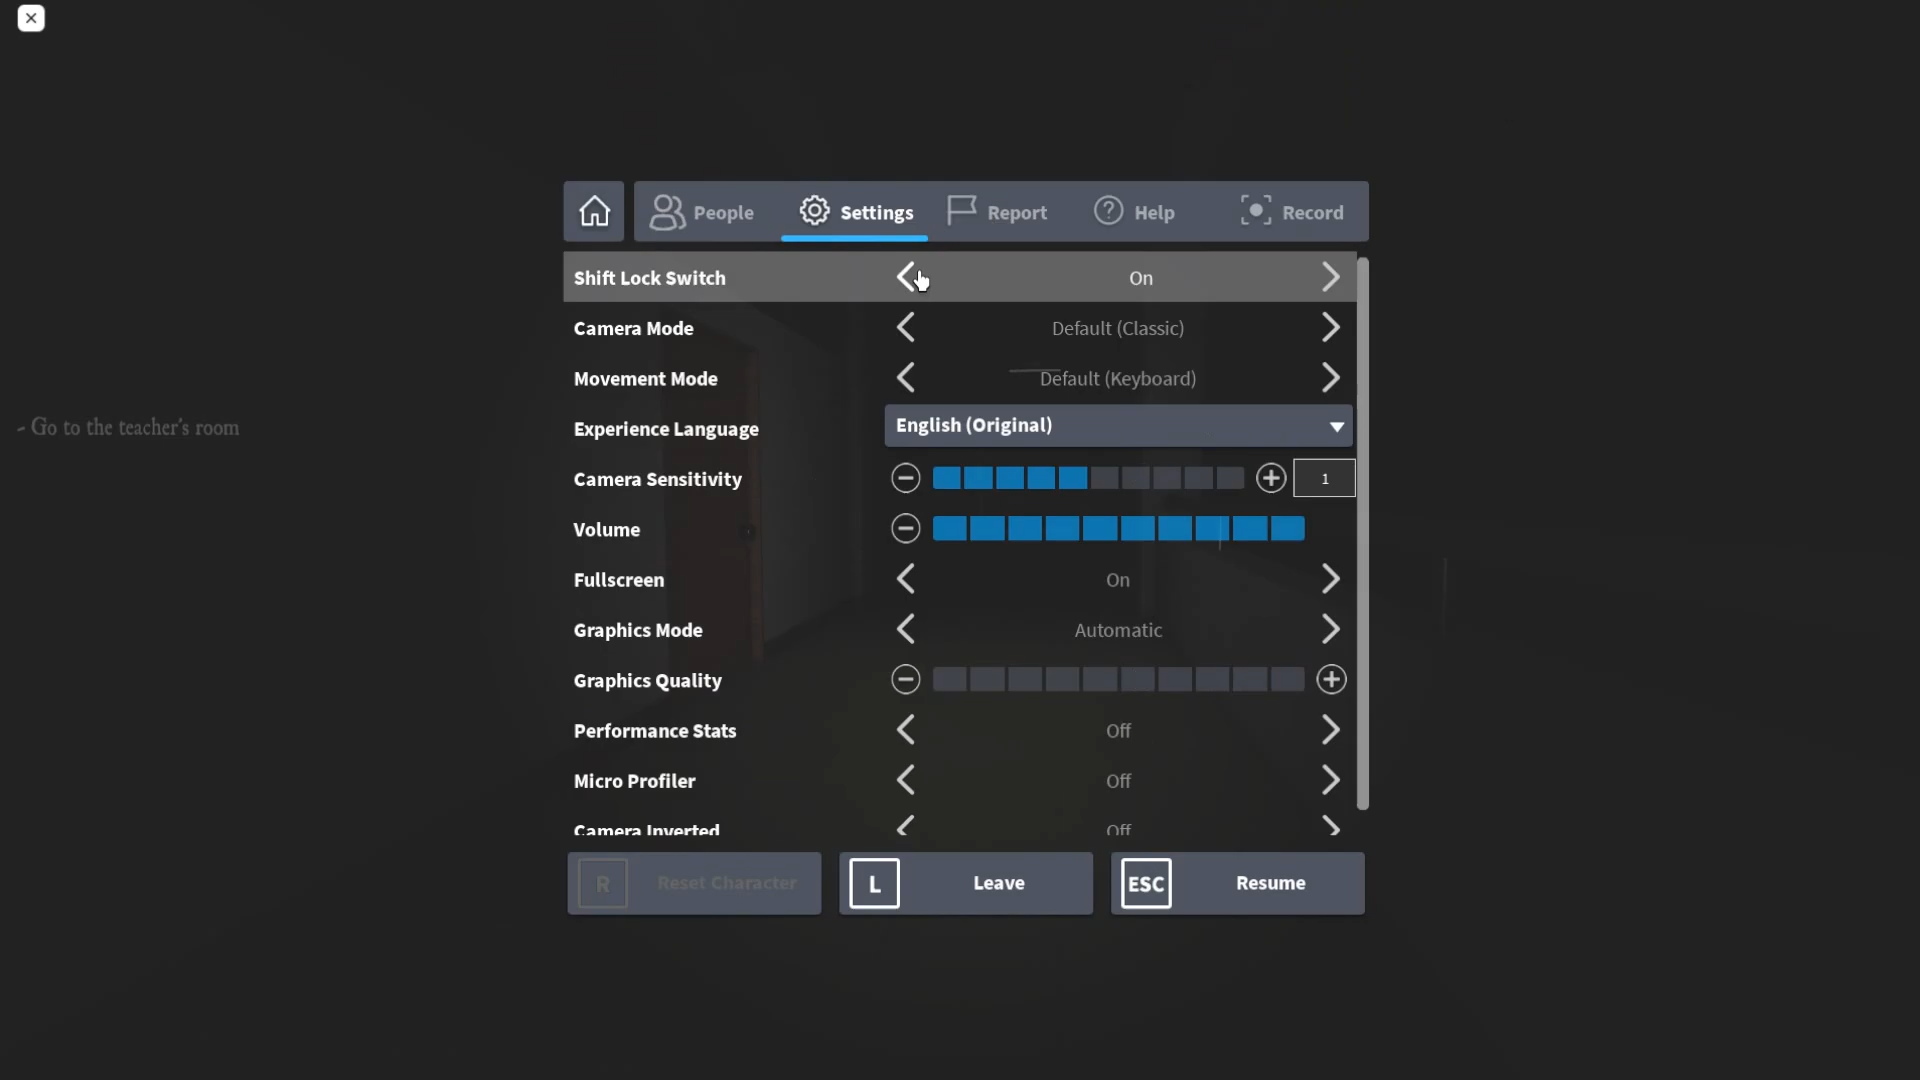 People Settings Report Help Record
Shift Lock Switch On
Camera Mode Default (Classic)
Movement Mode Default (Keyboard)
- Go to the teacher's room
Experience Language English (Original)
Camera Sensitivity 1
Volume
Fullscreen On
Graphics Mode Automatic
Graphics Quality
Performance Stats Off
Micro Profiler Off
Camera Inverted Off
R Reset Character L Leave ESC Resume